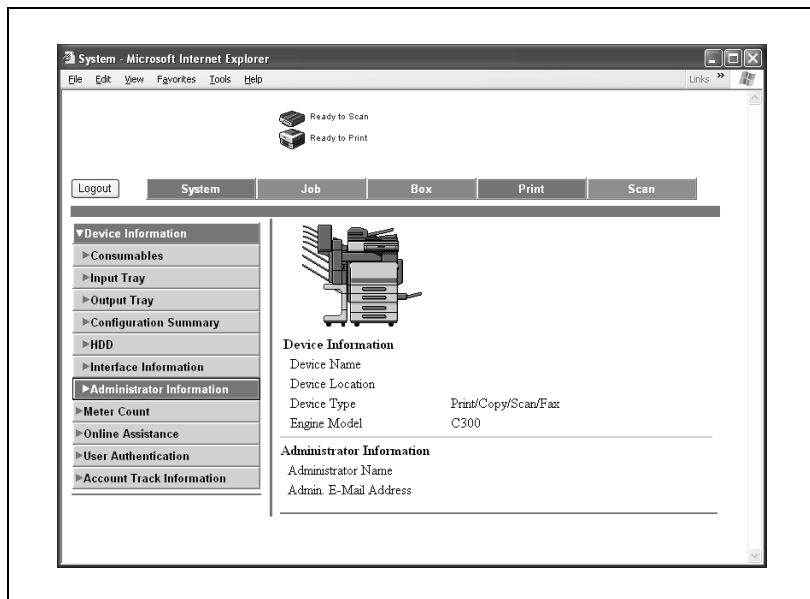 System - Microsoft Internet Explorer
File Edit View Favorites Tools Help
Links »
Ready to Scan
Ready to Print
Logout
System Job Box Print Scan
▼Device Information
▶Consumables
▶Input Tray
▶Output Tray
▶Configuration Summary
▶HDD
▶Interface Information
▶Administrator Information
▶Meter Count
▶Online Assistance
▶User Authentication
▶Account Track Information
Device Information
Device Name
Device Location
Device Type Print/Copy/Scan/Fax
Engine Model C300
Administrator Information
Administrator Name
Admin. E-Mail Address